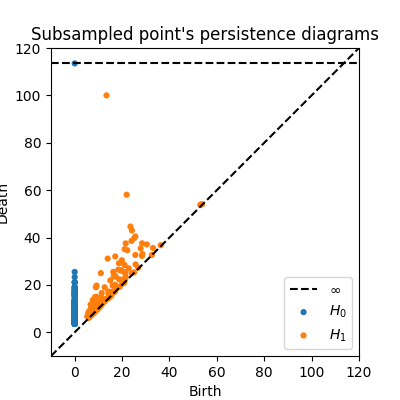 Subsampled point's persistence diagrams
120
100
80
60
40
20
0
Death
0 20 40 60 80 100 120
Birth
∞
H₀
H₁